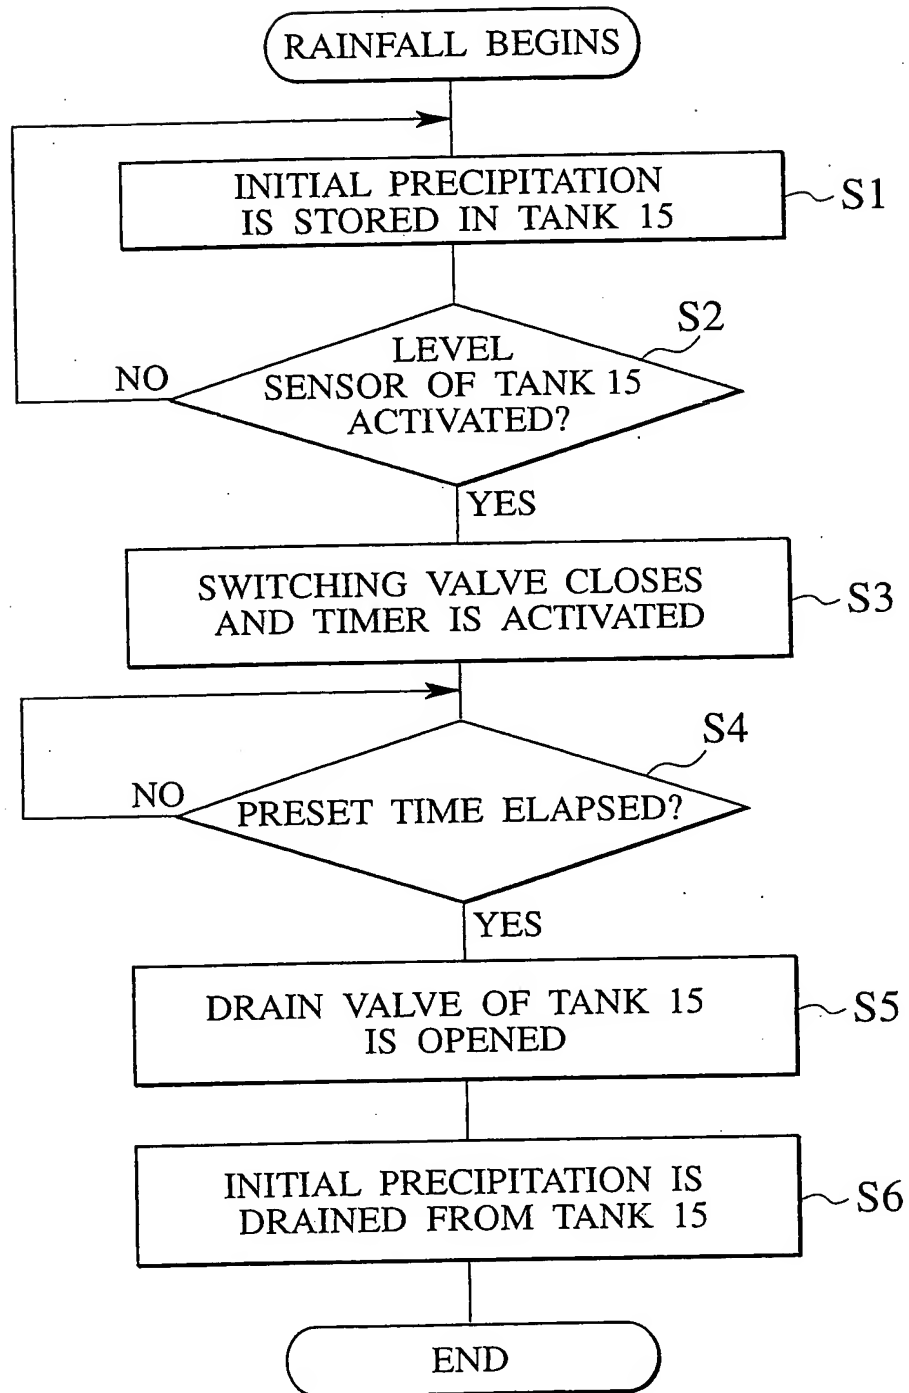 RAINFALL BEGINS
INITIAL PRECIPITATION
IS STORED IN TANK 15
S1
S2
LEVEL
SENSOR OF TANK 15
ACTIVATED?
NO
YES
SWITCHING VALVE CLOSES
AND TIMER IS ACTIVATED
S3
S4
NO
PRESET TIME ELAPSED?
YES
DRAIN VALVE OF TANK 15
IS OPENED
S5
INITIAL PRECIPITATION IS
DRAINED FROM TANK 15
S6
END